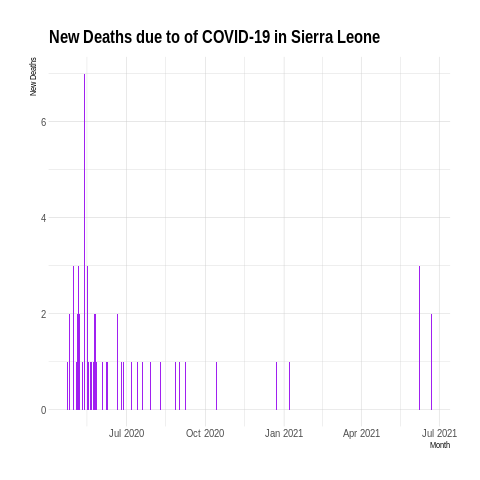 New Deaths due to of COVID-19 in Sierra Leone
New Deaths
6
4
2
0
Jul 2020 Oct 2020 Jan 2021 Apr 2021 Jul 2021
Month